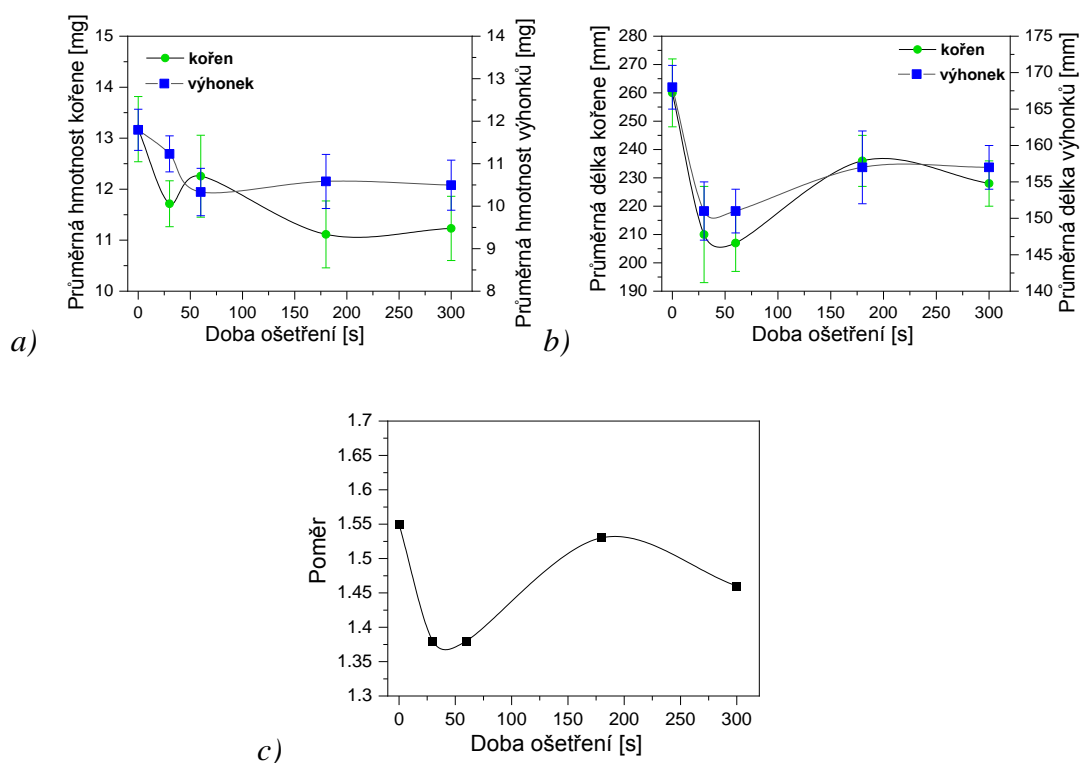 15
14
13
12
11
10
Průměrná hmotnost kořene [mg]
kořen
výhonek
14
13
12
11
10
9
8
Průměrná hmotnost výhonků [mg]
0 50 100 150 200 250 300
Doba ošetření [s]
a)
280
270
260
250
240
230
220
210
200
190
Průměrná délka kořene [mm]
kořen
výhonek
175
170
165
160
155
150
145
140
Průměrná délka výhonků [mm]
0 50 100 150 200 250 300
Doba ošetření [s]
b)
1.7
1.65
1.6
1.55
1.5
1.45
1.4
1.35
1.3
Poměr
0 50 100 150 200 250 300
Doba ošetření [s]
c)